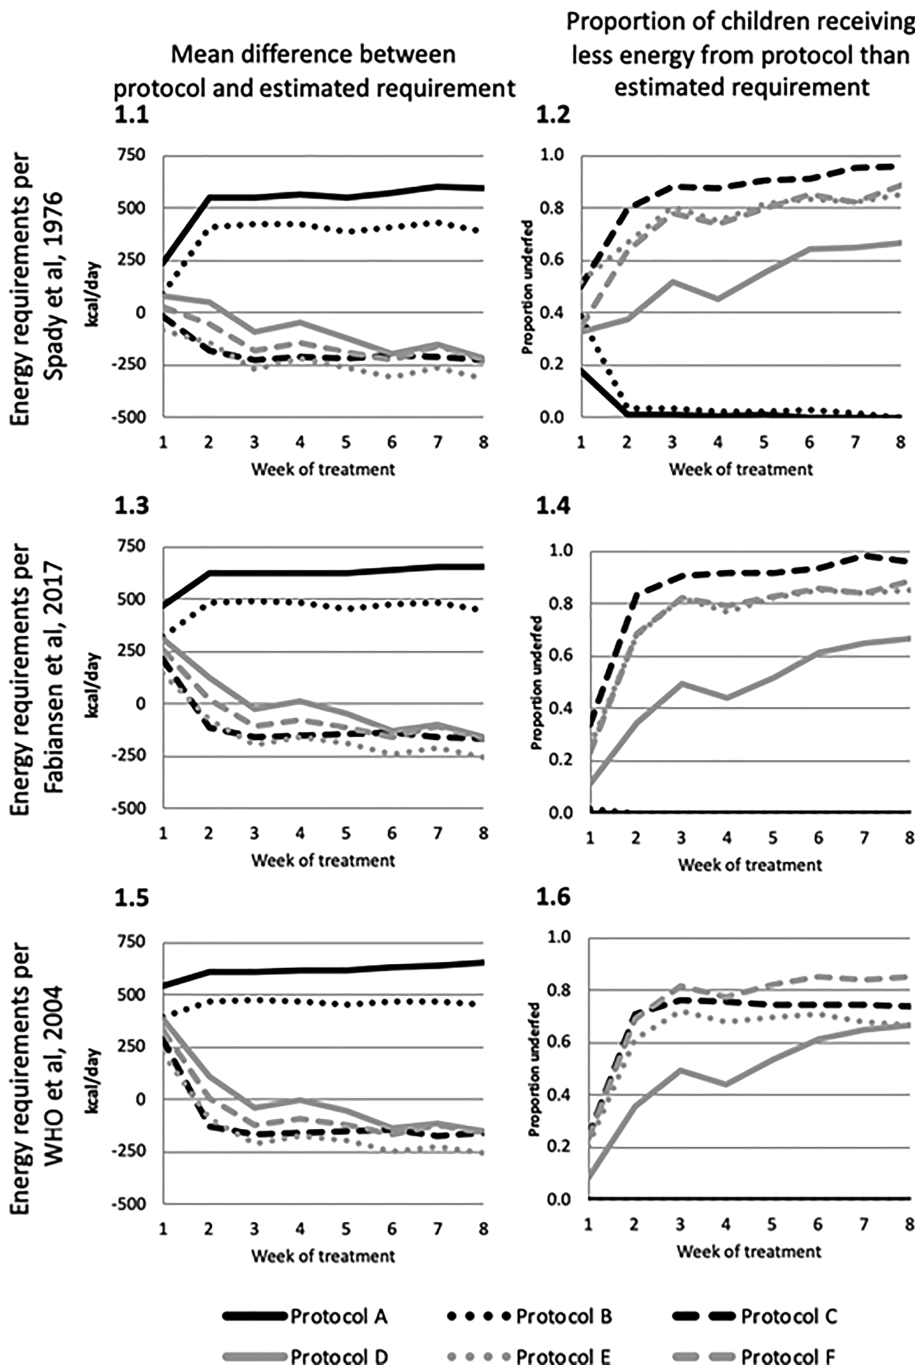 Mean difference between
protocol and estimated requirement
Proportion of children receiving
less energy from protocol than
estimated requirement
Energy requirements per
Spady et al, 1976
1.1
kcal/day
750
500
250
0
-250
-500
1 2 3 4 5 6 7 8
Week of treatment
1.2
Proportion underfed
1.0
0.8
0.6
0.4
0.2
0.0
1 2 3 4 5 6 7 8
Week of treatment
Energy requirements per
Fabiansen et al, 2017
1.3
kcal/day
750
500
250
0
-250
-500
1 2 3 4 5 6 7 8
Week of treatment
1.4
Proportion underfed
1.0
0.8
0.6
0.4
0.2
0.0
1 2 3 4 5 6 7 8
Week of treatment
Energy requirements per
WHO et al, 2004
1.5
kcal/day
750
500
250
0
-250
-500
1 2 3 4 5 6 7 8
Week of treatment
1.6
Proportion underfed
1.0
0.8
0.6
0.4
0.2
0.0
1 2 3 4 5 6 7 8
Week of treatment
Protocol A Protocol B Protocol C
Protocol D Protocol E Protocol F